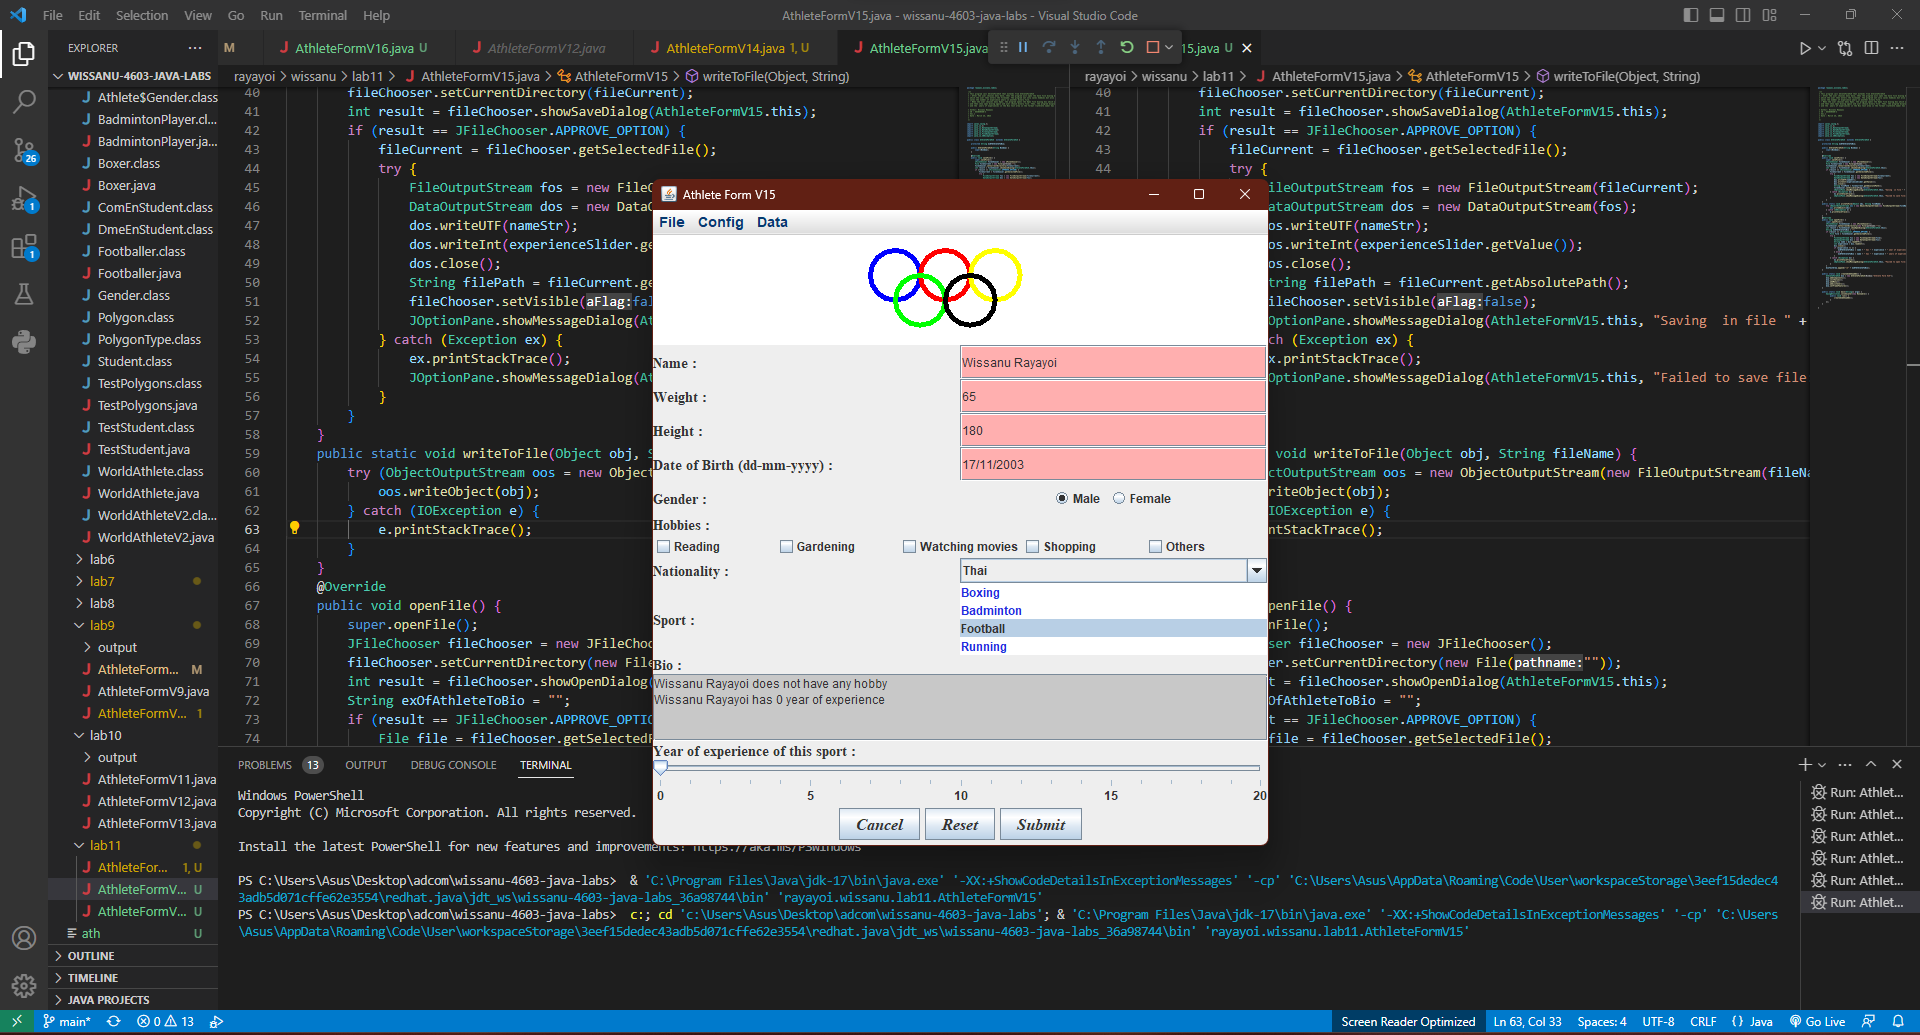 File Edit Selection View Go Run Terminal Help
AthleteFormV15.java - wissanu-4603-java-labs - Visual Studio Code
EXPLORER
WISSANU-4603-JAVA-LABS
Athlete$Gender.class
BadmintonPlayer.cl...
BadmintonPlayer.ja...
Boxer.class
Boxer.java
ComEnStudent.class
DmeEnStudent.class
Footballer.class
Footballer.java
Gender.class
Polygon.class
PolygonType.class
Student.class
TestPolygons.class
TestPolygons.java
TestStudent.class
TestStudent.java
WorldAthlete.class
WorldAthlete.java
WorldAthleteV2.cla...
WorldAthleteV2.java
lab6
lab7
lab8
lab9
output
AthleteForm... M
AthleteFormV9.java
AthleteFormV... 1
lab10
output
AthleteFormV11.java
AthleteFormV12.java
AthleteFormV13.java
lab11
AthleteFor... 1, U
AthleteFormV... U
AthleteFormV... U
ath U
OUTLINE
TIMELINE
JAVA PROJECTS
26
1
1
M
AthleteFormV16.java U
AthleteFormV12.java
AthleteFormV14.java 1, U
AthleteFormV15.java
15.java U
rayayoi > wissanu > lab11 > AthleteFormV15.java > AthleteFormV15 > writeToFile(Object, String)
40 fileChooser.setCurrentDirectory(fileCurrent);
41 int result = fileChooser.showSaveDialog(AthleteFormV15.this);
42 if (result == JFileChooser.APPROVE_OPTION) {
43 fileCurrent = fileChooser.getSelectedFile();
44 try {
45 FileOutputStream fos = new FileO
46 DataOutputStream dos = new DataO
47 dos.writeUTF(nameStr);
48 dos.writeInt(experienceSlider.ge
49 dos.close();
50 String filePath = fileCurrent.ge
51 fileChooser.setVisible(aFlag:fal
52 JOptionPane.showMessageDialog(At
53 } catch (Exception ex) {
54 ex.printStackTrace();
55 JOptionPane.showMessageDialog(At
56 }
57 }
58 }
59 public static void writeToFile(Object obj, S
60 try (ObjectOutputStream oos = new Object
61 oos.writeObject(obj);
62 } catch (IOException e) {
63 e.printStackTrace();
64 }
65 }
66 @Override
67 public void openFile() {
68 super.openFile();
69 JFileChooser fileChooser = new JFileChoo
70 fileChooser.setCurrentDirectory(new File
71 int result = fileChooser.showOpenDialog(
72 String exOfAthleteToBio = "";
73 if (result == JFileChooser.APPROVE_OPTIO
74 File file = fileChooser.getSelectedF
rayayoi > wissanu > lab11 > AthleteFormV15.java > AthleteFormV15 > writeToFile(Object, String)
40 fileChooser.setCurrentDirectory(fileCurrent);
41 int result = fileChooser.showSaveDialog(AthleteFormV15.this);
42 if (result == JFileChooser.APPROVE_OPTION) {
43 fileCurrent = fileChooser.getSelectedFile();
44 try {
ileOutputStream fos = new FileOutputStream(fileCurrent);
ataOutputStream dos = new DataOutputStream(fos);
os.writeUTF(nameStr);
os.writeInt(experienceSlider.getValue());
os.close();
tring filePath = fileCurrent.getAbsolutePath();
ileChooser.setVisible(aFlag:false);
OptionPane.showMessageDialog(AthleteFormV15.this, "Saving  in file " +
ch (Exception ex) {
x.printStackTrace();
OptionPane.showMessageDialog(AthleteFormV15.this, "Failed to save file
void writeToFile(Object obj, String fileName) {
ectOutputStream oos = new ObjectOutputStream(new FileOutputStream(fileNa
riteObject(obj);
(IOException e) {
ntStackTrace();
penFile() {
nFile();
r fileChooser = new JFileChooser();
r.setCurrentDirectory(new File(pathname:""));
t = fileChooser.showOpenDialog(AthleteFormV15.this);
OfAthleteToBio = "";
t == JFileChooser.APPROVE_OPTION) {
file = fileChooser.getSelectedFile();
Athlete Form V15
File Config Data
Name : Wissanu Rayayoi
Weight : 65
Height : 180
Date of Birth (dd-mm-yyyy) : 17/11/2003
Gender : Male Female
Hobbies :
Reading Gardening Watching movies Shopping Others
Nationality : Thai
Sport :
Boxing
Badminton
Football
Running
Bio :
Wissanu Rayayoi does not have any hobby
Wissanu Rayayoi has 0 year of experience
Year of experience of this sport :
0 5 10 15 20
Cancel Reset Submit
PROBLEMS 13 OUTPUT DEBUG CONSOLE TERMINAL
Windows PowerShell
Copyright (C) Microsoft Corporation. All rights reserved.
Install the latest PowerShell for new features and improvements! https://aka.ms/PSWindows
PS C:\Users\Asus\Desktop\adcom\wissanu-4603-java-labs>  & 'C:\Program Files\Java\jdk-17\bin\java.exe' '-XX:+ShowCodeDetailsInExceptionMessages' '-cp' 'C:\Users\Asus\AppData\Roaming\Code\User\workspaceStorage\3eef15dedec4
3adb5d071cffe62e3554\redhat.java\jdt_ws\wissanu-4603-java-labs_36a98744\bin' 'rayayoi.wissanu.lab11.AthleteFormV15'
PS C:\Users\Asus\Desktop\adcom\wissanu-4603-java-labs>  c:; cd 'c:\Users\Asus\Desktop\adcom\wissanu-4603-java-labs'; & 'C:\Program Files\Java\jdk-17\bin\java.exe' '-XX:+ShowCodeDetailsInExceptionMessages' '-cp' 'C:\Users
\Asus\AppData\Roaming\Code\User\workspaceStorage\3eef15dedec43adb5d071cffe62e3554\redhat.java\jdt_ws\wissanu-4603-java-labs_36a98744\bin' 'rayayoi.wissanu.lab11.AthleteFormV15'
Run: Athlet...
Run: Athlet...
Run: Athlet...
Run: Athlet...
Run: Athlet...
Run: Athlet...
main* 0 13
Screen Reader Optimized Ln 63, Col 33 Spaces: 4 UTF-8 CRLF {} Java Go Live